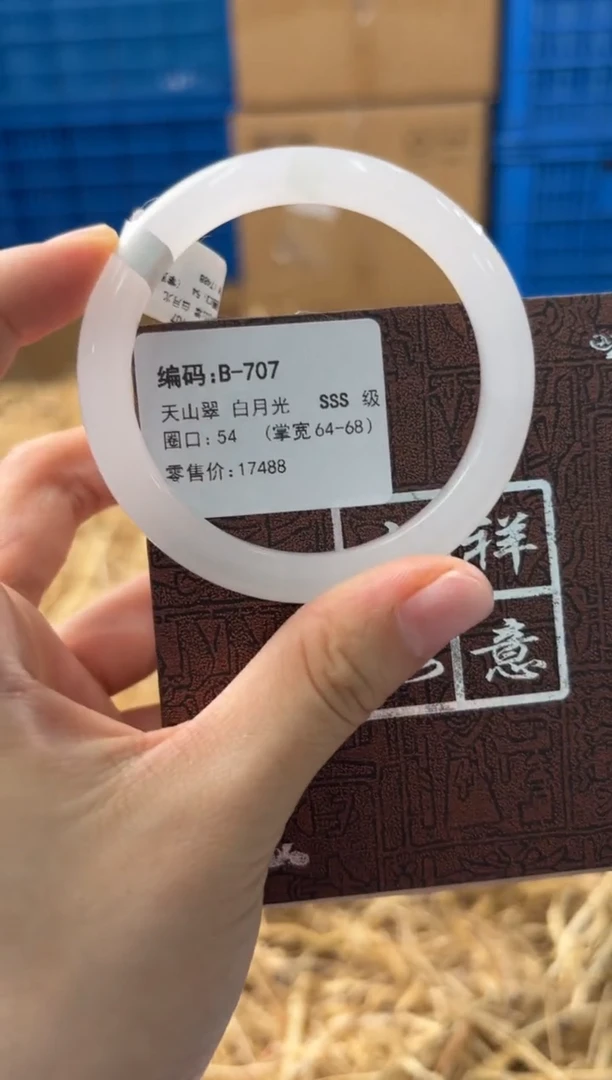 编码:B-707
天山翠 白月光 SSS 级
圈口: 54 (掌宽64-68)
零售价:17488
祥
意